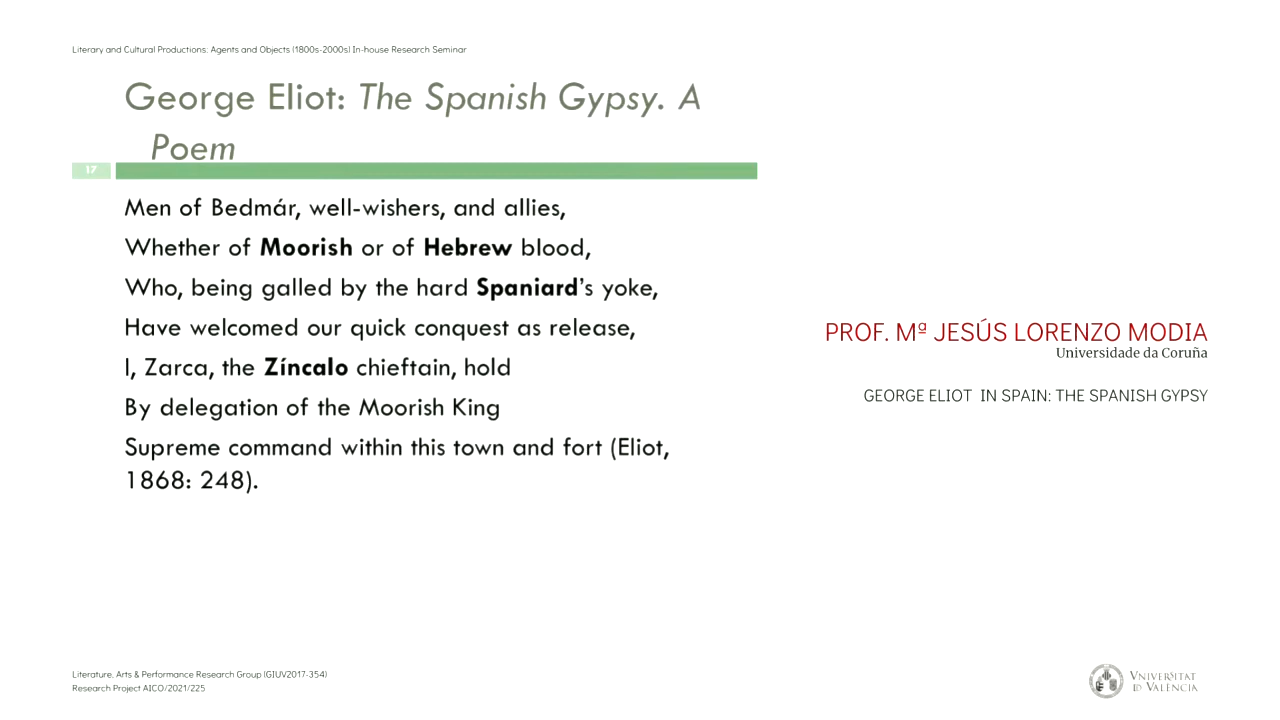 Literary and Cultural Productions: Agents and Objects (1800s-2000s) In-house Research Seminar
George Eliot: The Spanish Gypsy. A
Poem
17
Men of Bedmár, well-wishers, and allies,
Whether of Moorish or of Hebrew blood,
Who, being galled by the hard Spaniard's yoke,
Have welcomed our quick conquest as release,
I, Zarca, the Zíncalo chieftain, hold
By delegation of the Moorish King
Supreme command within this town and fort (Eliot,
1868: 248).
PROF. Mª JESÚS LORENZO MODIA
Universidade da Coruña
GEORGE ELIOT IN SPAIN: THE SPANISH GYPSY
Literature, Arts & Performance Research Group (GIUV2017-354)
Research Project AICO/2021/225
VNIVERSITAT
ID VALÈNCIA